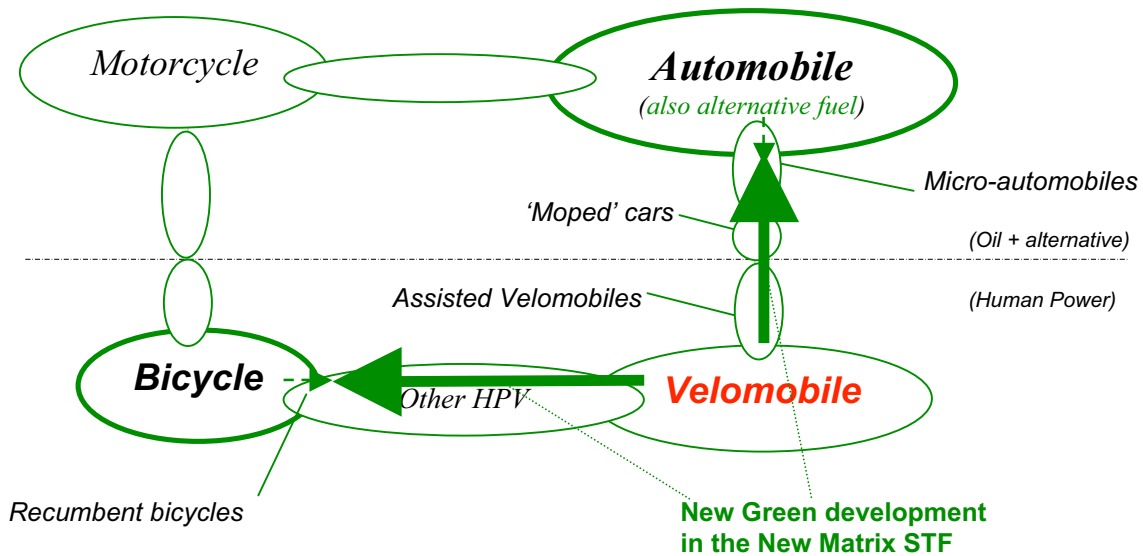 Motorcycle
Automobile
(also alternative fuel)
Micro-automobiles
‘Moped’ cars
(Oil + alternative)
Assisted Velomobiles
(Human Power)
Bicycle
Velomobile
Other HPV
Recumbent bicycles
New Green development
in the New Matrix STF